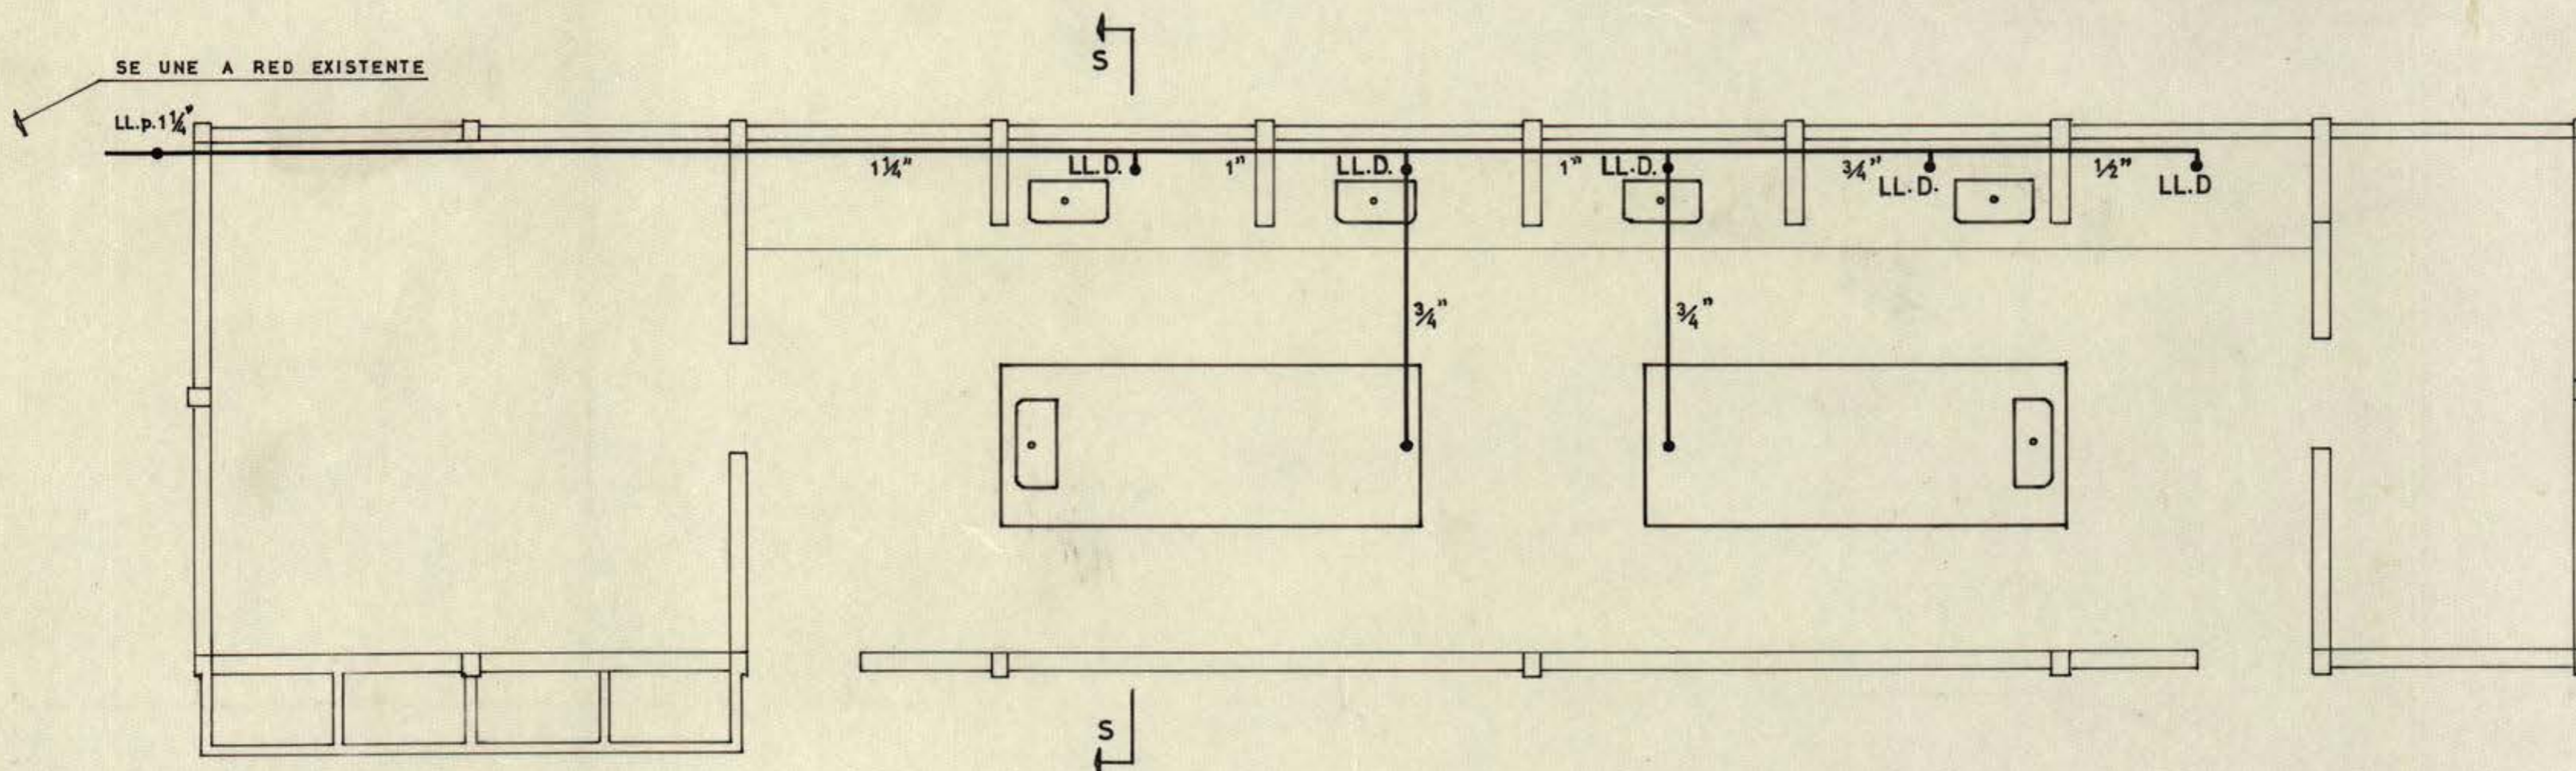 S
SE UNE A RED EXISTENTE
LL.p.1¼"
1¼"
LL.D.
1"
LL.D.
1"
LL.D.
¾"
LL.D.
½"
LL.D
¾"
¾"
S